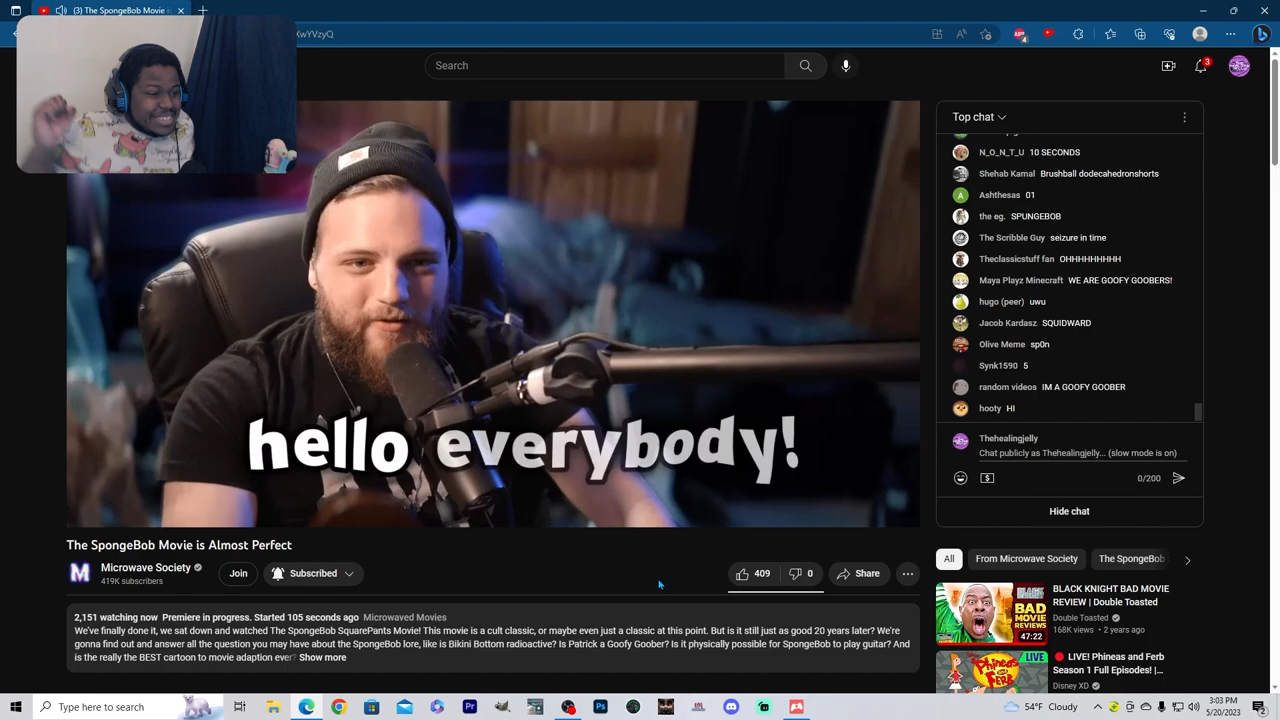 (3) The SpongeBob Movie i
XwYVzyQ
Search
3
hello everybody!
Top chat
N_O_N_T_U 10 SECONDS
Shehab Kamal Brushball dodecahedronshorts
A Ashthesas 01
the eg. SPUNGEBOB
The Scribble Guy seizure in time
Theclassicstuff fan OHHHHHHHHH
Maya Playz Minecraft WE ARE GOOFY GOOBERS!
hugo (peer) uwu
Jacob Kardasz SQUIDWARD
Olive Meme sp0n
Synk1590 5
random videos IM A GOOFY GOOBER
hooty HI
Thehealingjelly
Chat publicly as Thehealingjelly... (slow mode is on)
0/200
Hide chat
The SpongeBob Movie is Almost Perfect
Microwave Society
419K subscribers
Join
Subscribed
409
0
Share
2,151 watching now Premiere in progress. Started 105 seconds ago Microwaved Movies
We've finally done it, we sat down and watched The SpongeBob SquarePants Movie! This movie is a cult classic, or maybe even just a classic at this point. But is it still just as good 20 years later? We're
gonna find out and answer all the question you may have about the SpongeBob lore, like is Bikini Bottom radioactive? Is Patrick a Goofy Goober? Is it physically possible for SpongeBob to play guitar? And
is the really the BEST cartoon to movie adaption ever? Show more
All
From Microwave Society
The SpongeBob
BLACK KNIGHT BAD MOVIE
REVIEW | Double Toasted
Double Toasted
168K views • 2 years ago
BAD
MOVIE
REVIEWS
47:22
LIVE! Phineas and Ferb
Season 1 Full Episodes! |...
Disney XD
LIVE
Type here to search
54°F Cloudy
3:03 PM
5/20/2023
2